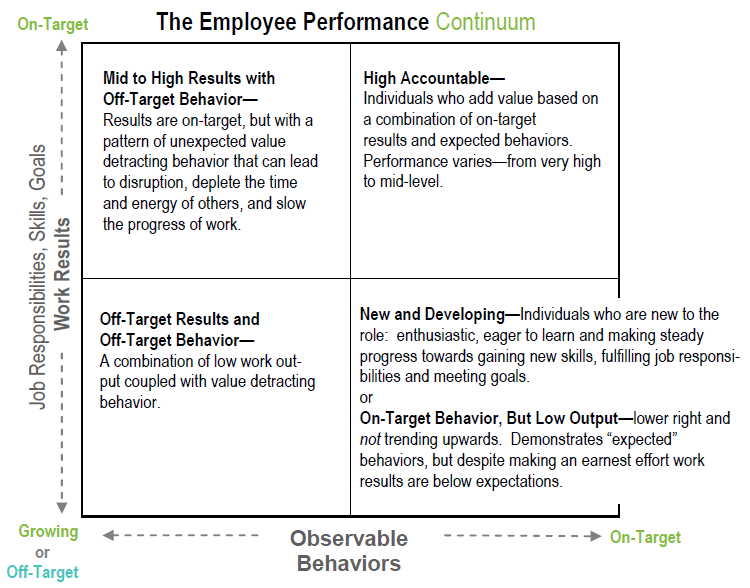 The Employee Performance Continuum
On-Target
Mid to High Results with
Off-Target Behavior—
Results are on-target, but with a
pattern of unexpected value
detracting behavior that can lead
to disruption, deplete the time
and energy of others, and slow
the progress of work.
High Accountable—
Individuals who add value based on
a combination of on-target
results and expected behaviors.
Performance varies—from very high
to mid-level.
Job Responsibilities, Skills, Goals
Work Results
Off-Target Results and
Off-Target Behavior—
A combination of low work out-
put coupled with value detracting
behavior.
New and Developing—Individuals who are new to the
role:  enthusiastic, eager to learn and making steady
progress towards gaining new skills, fulfilling job responsi-
bilities and meeting goals.
or
On-Target Behavior, But Low Output—lower right and
not trending upwards.  Demonstrates “expected”
behaviors, but despite making an earnest effort work
results are below expectations.
Growing
or
Off-Target
Observable
Behaviors
On-Target